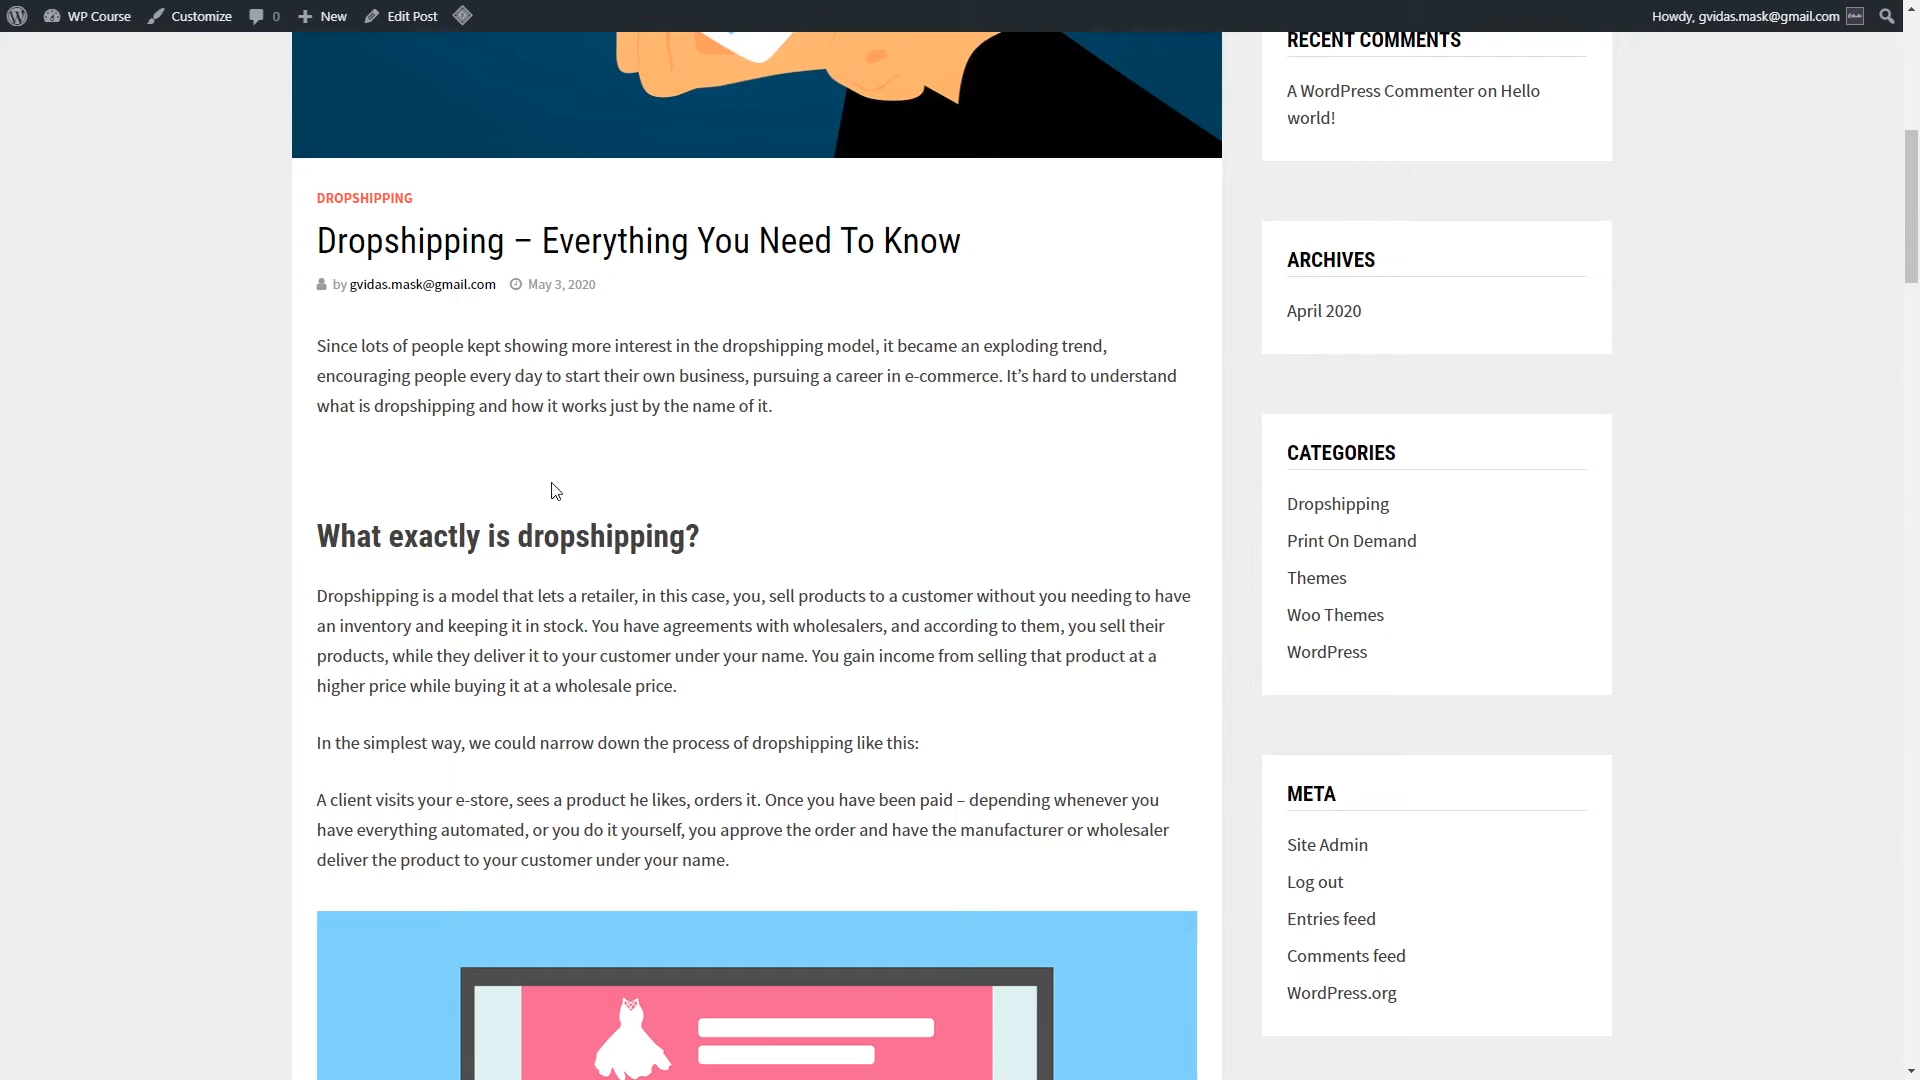 WP Course Customize 0 New Edit Post Howdy, gvidas.mask@gmail.com
DROPSHIPPING
Dropshipping – Everything You Need To Know
by gvidas.mask@gmail.com May 3, 2020
Since lots of people kept showing more interest in the dropshipping model, it became an exploding trend,
encouraging people every day to start their own business, pursuing a career in e-commerce. It’s hard to understand
what is dropshipping and how it works just by the name of it.
What exactly is dropshipping?
Dropshipping is a model that lets a retailer, in this case, you, sell products to a customer without you needing to have
an inventory and keeping it in stock. You have agreements with wholesalers, and according to them, you sell their
products, while they deliver it to your customer under your name. You gain income from selling that product at a
higher price while buying it at a wholesale price.
In the simplest way, we could narrow down the process of dropshipping like this:
A client visits your e-store, sees a product he likes, orders it. Once you have been paid – depending whenever you
have everything automated, or you do it yourself, you approve the order and have the manufacturer or wholesaler
deliver the product to your customer under your name.
RECENT COMMENTS
A WordPress Commenter on Hello
world!
ARCHIVES
April 2020
CATEGORIES
Dropshipping
Print On Demand
Themes
Woo Themes
WordPress
META
Site Admin
Log out
Entries feed
Comments feed
WordPress.org